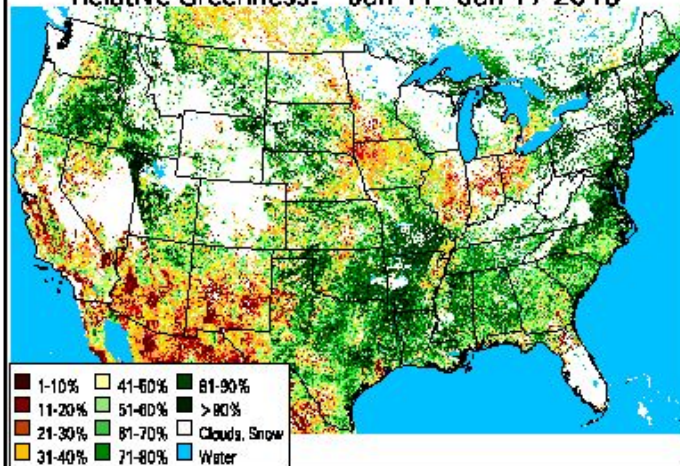 Relative Greenness:
1-10% 41-50% 81-90%
11-20% 51-60% >90%
21-30% 61-70% Clouds, Snow
31-40% 71-80% Water